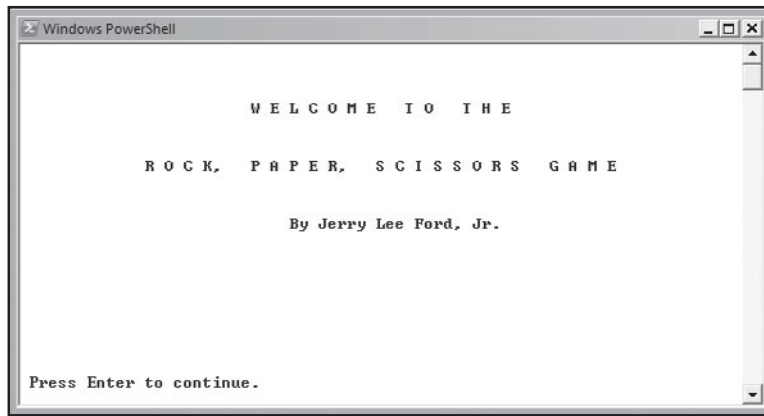 Windows PowerShell
W E L C O M E   T O   T H E
R O C K,   P A P E R,   S C I S S O R S   G A M E
By Jerry Lee Ford, Jr.
Press Enter to continue.